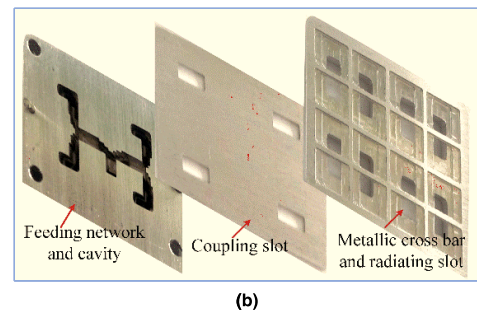 Feeding network
and cavity
Coupling slot
Metallic cross bar
and radiating slot
(b)